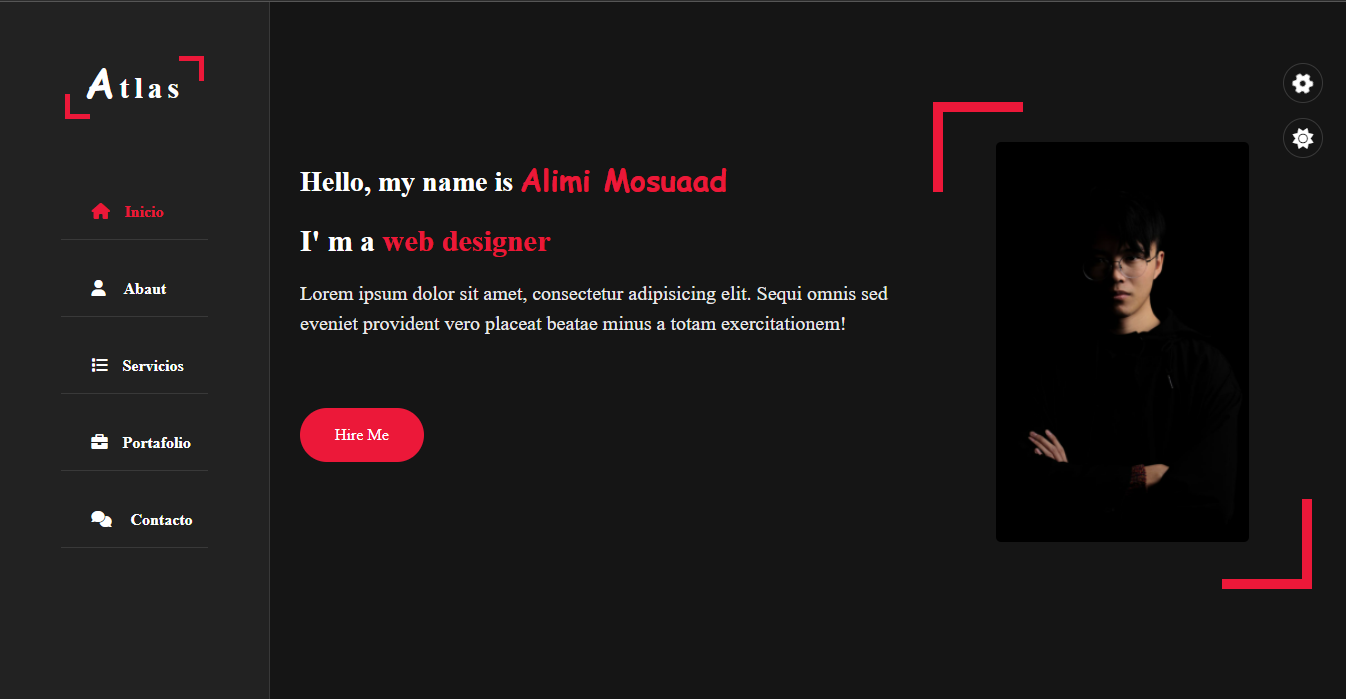 Atlas
Inicio
Abaut
Servicios
Portafolio
Contacto
Hello, my name is Alimi Mosuaad
I' m a web designer
Lorem ipsum dolor sit amet, consectetur adipisicing elit. Sequi omnis sed
eveniet provident vero placeat beatae minus a totam exercitationem!
Hire Me